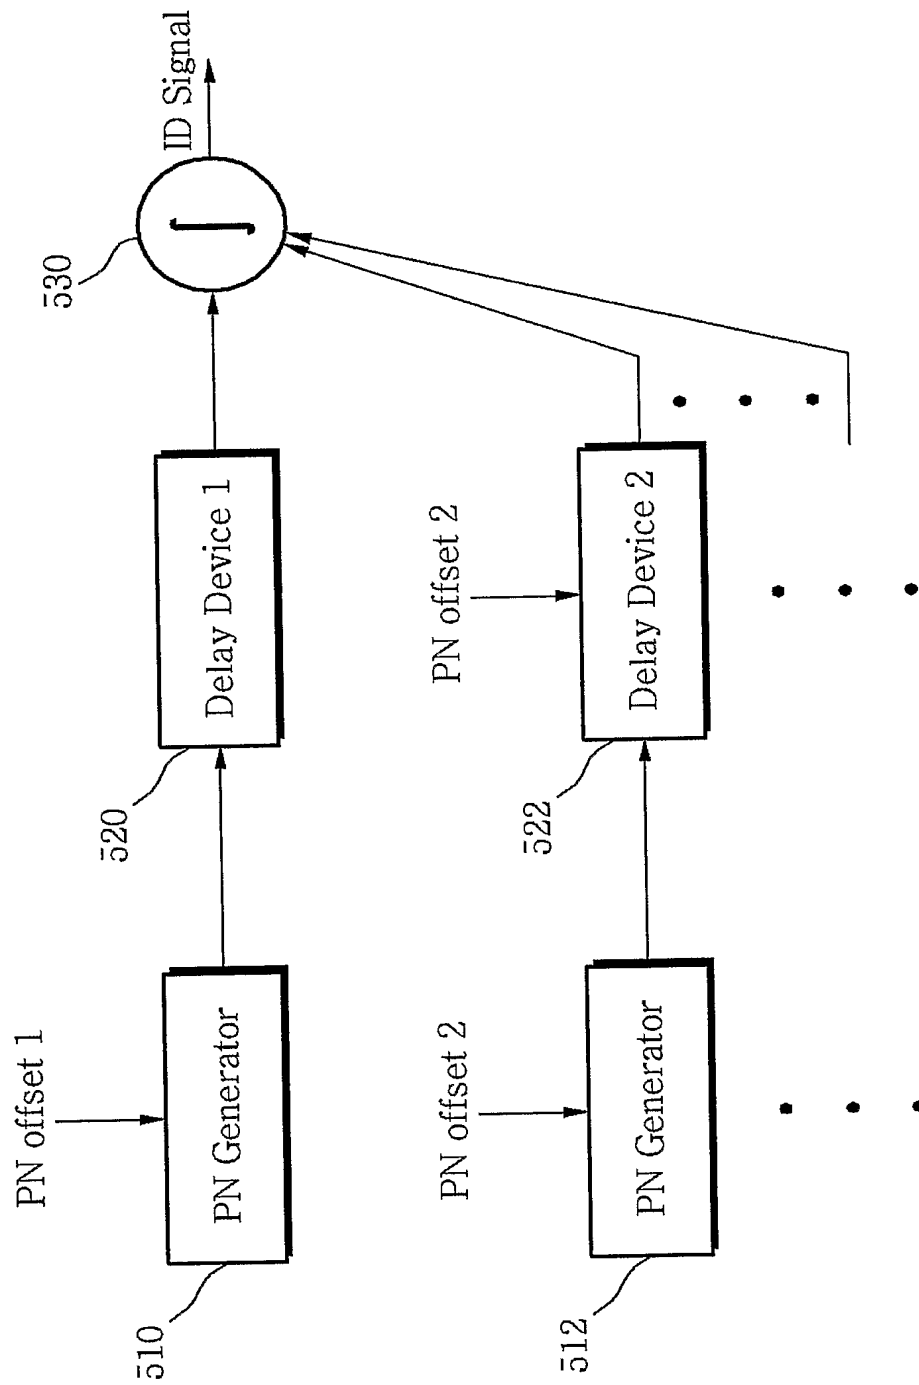 PN offset 1
510
PN Generator
520
Delay Device 1
530
ID Signal
PN offset 2
512
PN Generator
PN offset 2
522
Delay Device 2